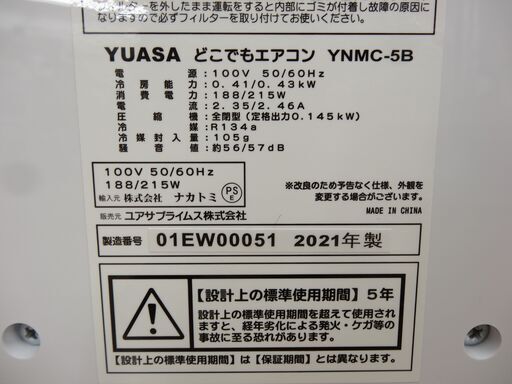 ルターを外したまま運転をすると内部にゴミが付着し故障の原因に
なりますので必ずフィルターを取り付けてお使いください。
YUASA どこでもエアコン YNMC-5B
電源：100V 50/60Hz
冷房能力：0.41/0.43kW
消費電力：188/215W
電流：2.35/2.46A
圧縮機：全閉型（定格出力0.145kW）
冷媒：R134a
冷媒封入量：105g
騒音値：約56/57dB
100V 50/60Hz
188/215W
輸入元 株式会社 ナカトミ
PS
E
販売元 ユアサプライムス株式会社
※改良のため予告なく仕様、外観を
変更する場合がございます。
MADE IN CHINA
製造番号 01EW00051 2021年製
【設計上の標準使用期間】5年
設計上の標準使用期間を超えて使用され
ますと、経年劣化による発火・ケガ等の
事故に至る恐れがあります。
【設計上の標準使用期間】は【保証期間】とは異なります。